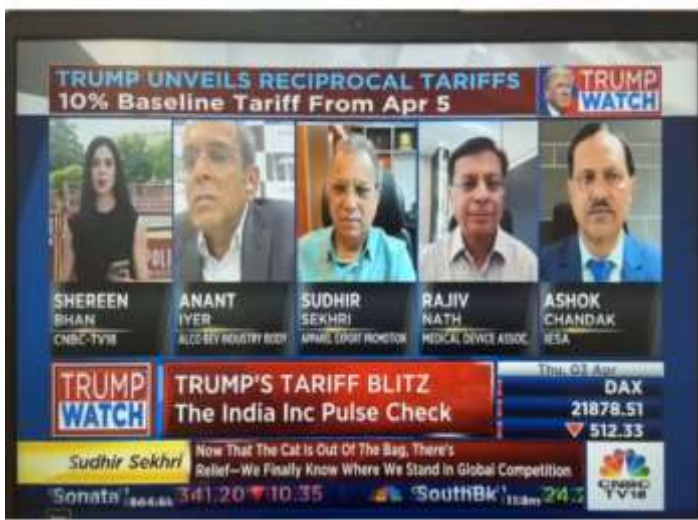 TRUMP UNVEILS RECIPROCAL TARIFFS
10% Baseline Tariff From Apr 5
TRUMP
WATCH
POLI
SHEREEN
BHAN
CNBC-TV18
ANANT
IYER
ALCO-BEV INDUSTRY BODY
SUDHIR
SEKHRI
APPAREL EXPORT PROMOTION
RAJIV
NATH
MEDICAL DEVICE ASSOC.
ASHOK
CHANDAK
IESA
TRUMP
WATCH
TRUMP'S TARIFF BLITZ
The India Inc Pulse Check
Thu, 03 Apr
DAX
21878.51
▼ 512.33
Sudhir Sekhri
Now That The Cat Is Out Of The Bag, There's
Relief—We Finally Know Where We Stand In Global Competition
Sonata 341.20 ▼ 10.35 SouthBk 24.2
CNBC
TV18